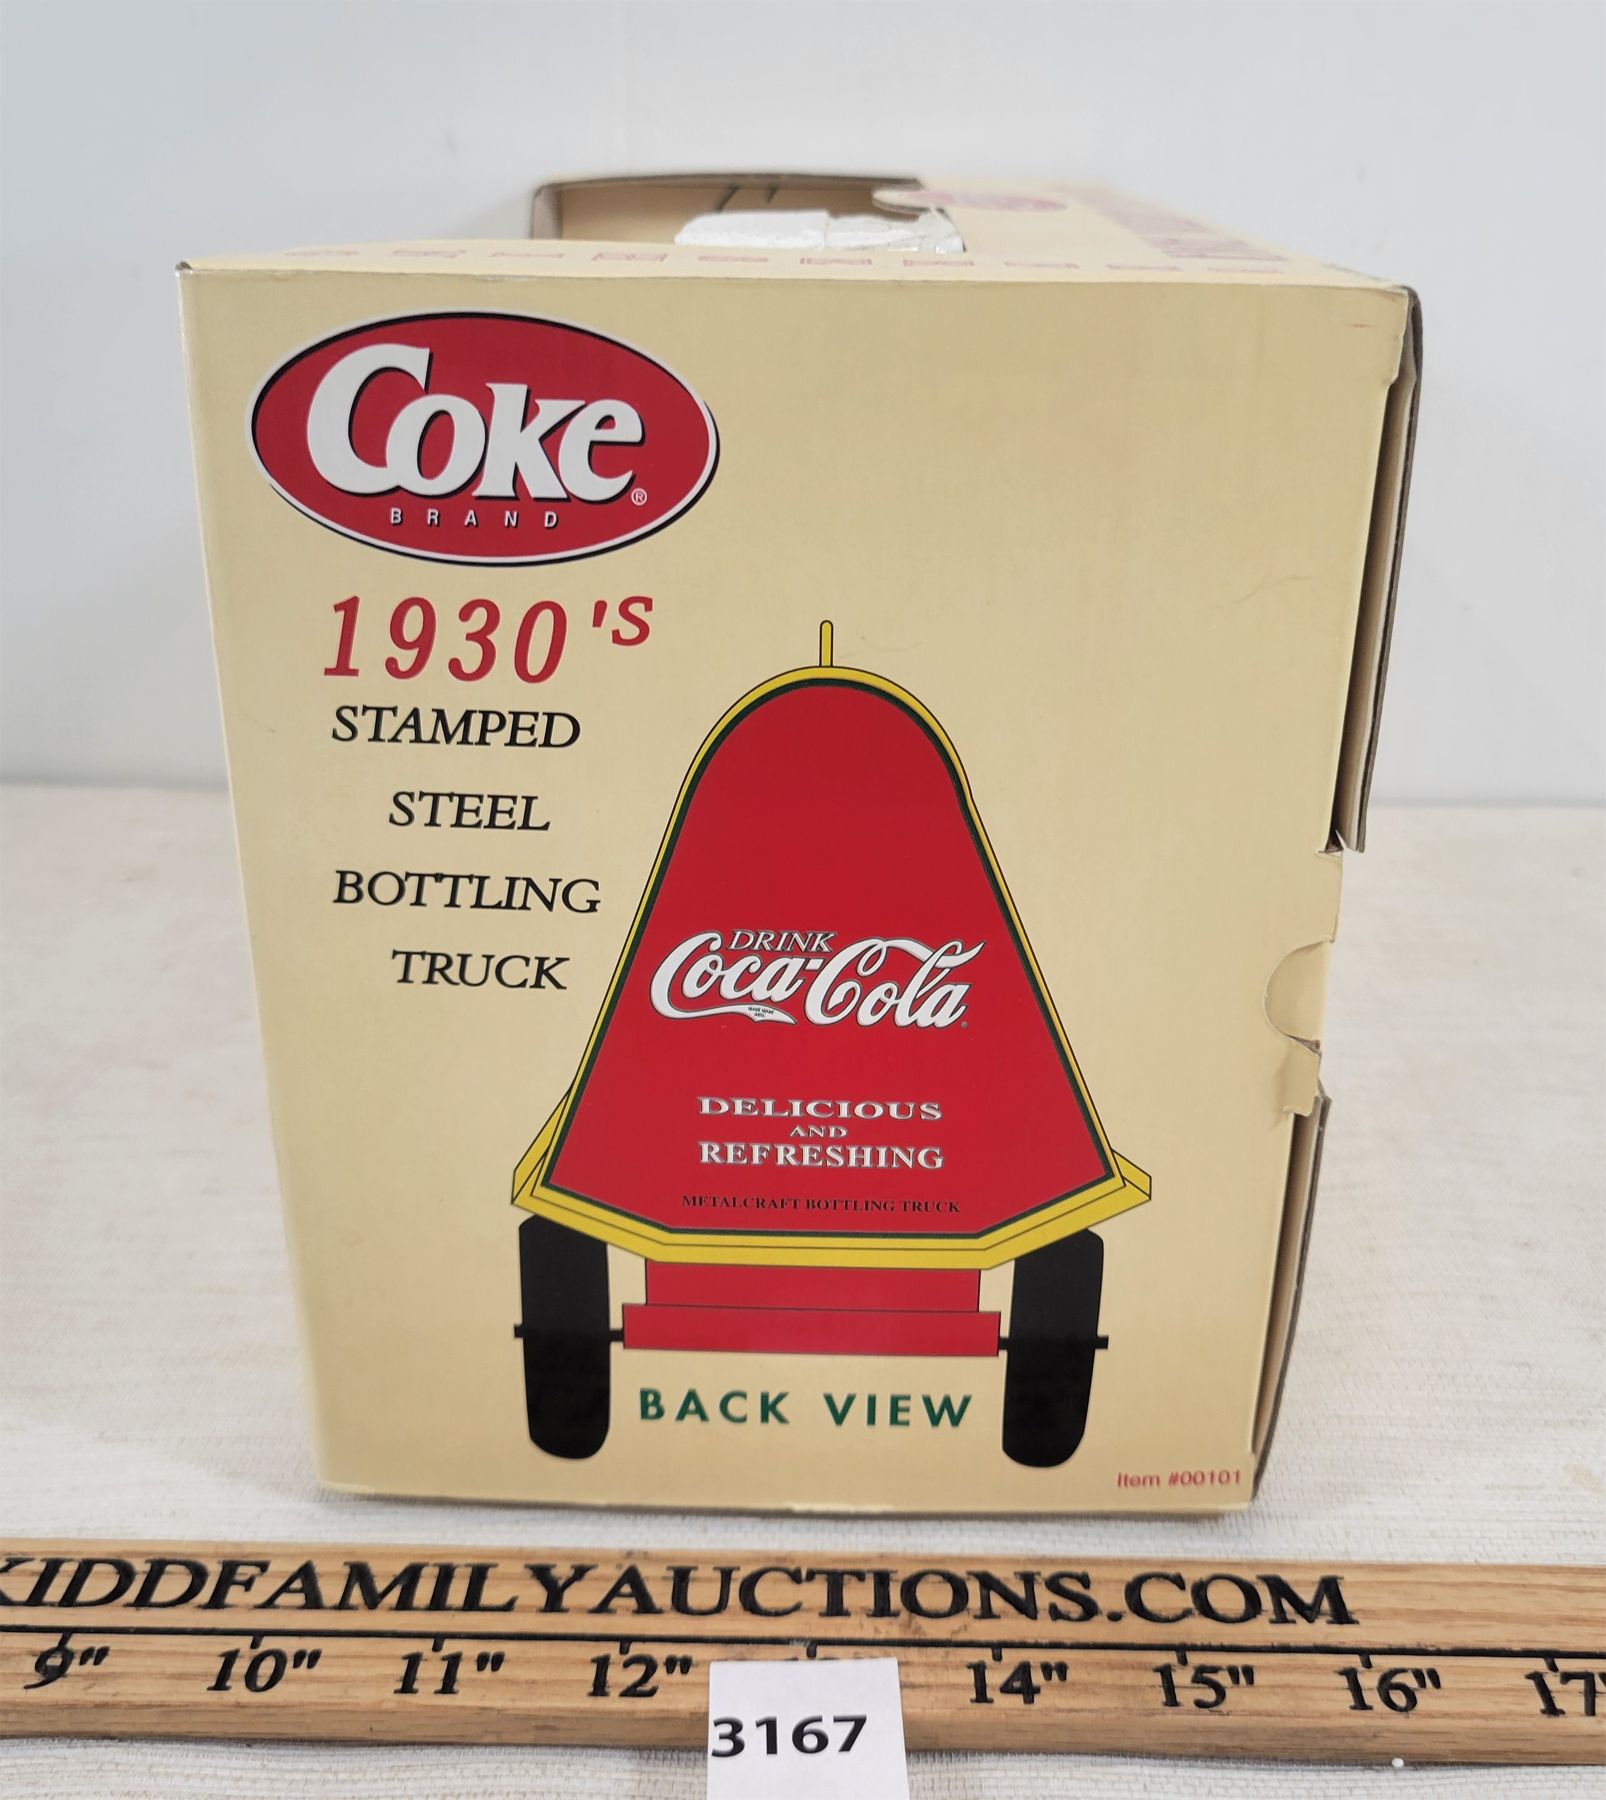 Coke
BRAND
®
1930's
STAMPED
STEEL
BOTTLING
TRUCK
DRINK
Coca-Cola
DELICIOUS
AND
REFRESHING
METALCRAFT BOTTLING TRUCK
BACK VIEW
Item #00101
KIDDFAMILYAUCTIONS.COM
9" 10" 11" 12" 14" 15" 16" 17
3167